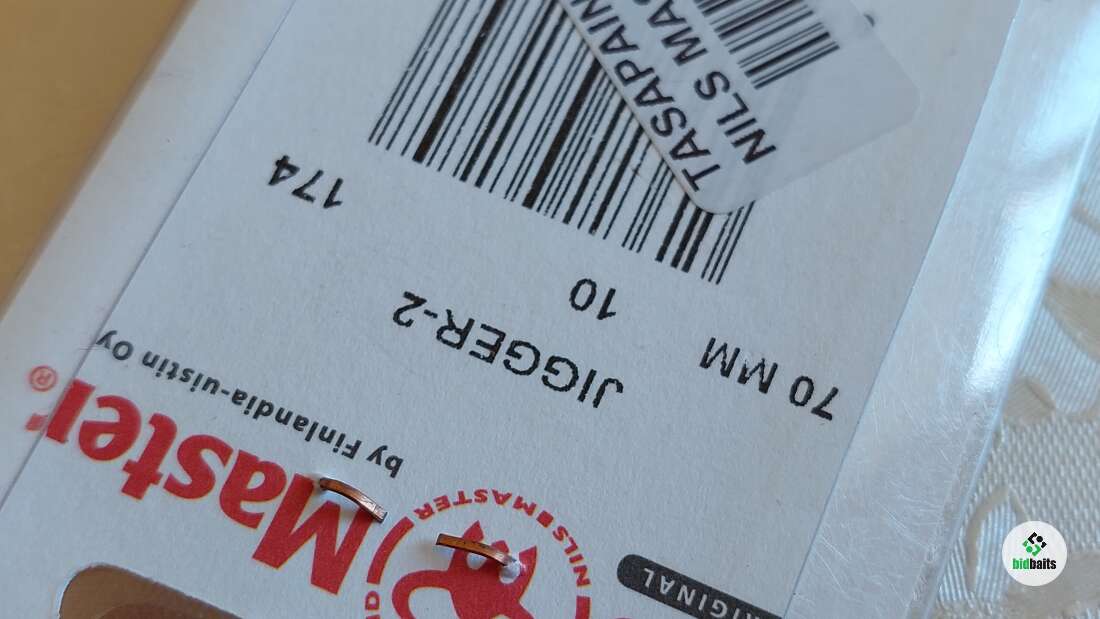 ORIGINAL
NILS MASTER
Master®
by Finlandia-uistin Oy
70 MM
JIGGER-2
10
174
TASAPAIN
NILS MAS
bidbaits